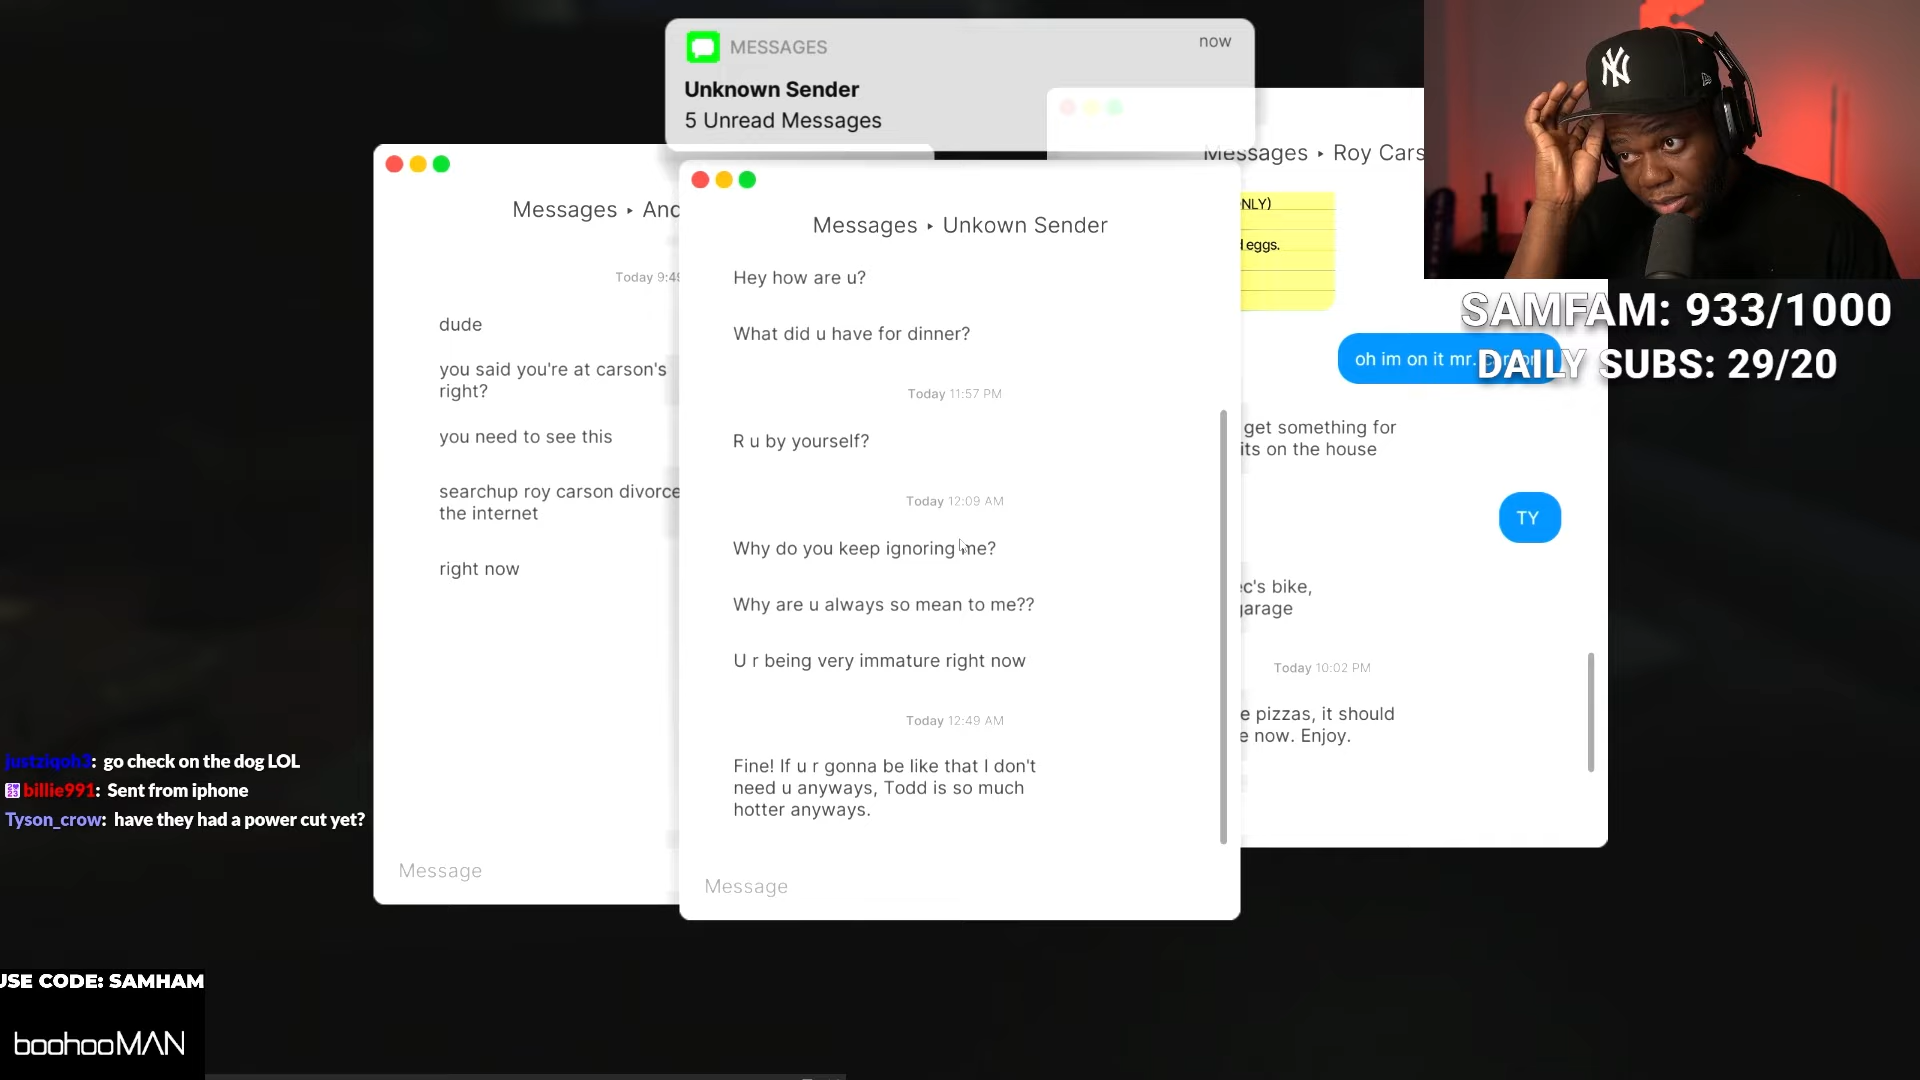 MESSAGES
now
Unknown Sender
5 Unread Messages
Messages ‣ And
Today 9:49
dude
you said you're at carson's
right?
you need to see this
searchup roy carson divorce
the internet
right now
Message
Messages ‣ Unkown Sender
Hey how are u?
What did u have for dinner?
Today 11:57 PM
R u by yourself?
Today 12:09 AM
Why do you keep ignoring me?
Why are u always so mean to me??
U r being very immature right now
Today 12:49 AM
Fine! If u r gonna be like that I don't
need u anyways, Todd is so much
hotter anyways.
Message
Messages ‣ Roy Cars
NLY)
d eggs.
oh im on it mr.
get something for
its on the house
TY
ec's bike,
garage
Today 10:02 PM
e pizzas, it should
e now. Enjoy.
NY
SAMFAM: 933/1000
DAILY SUBS: 29/20
justziqoh3: go check on the dog LOL
billie991: Sent from iphone
Tyson_crow: have they had a power cut yet?
USE CODE: SAMHAM
boohooMAN